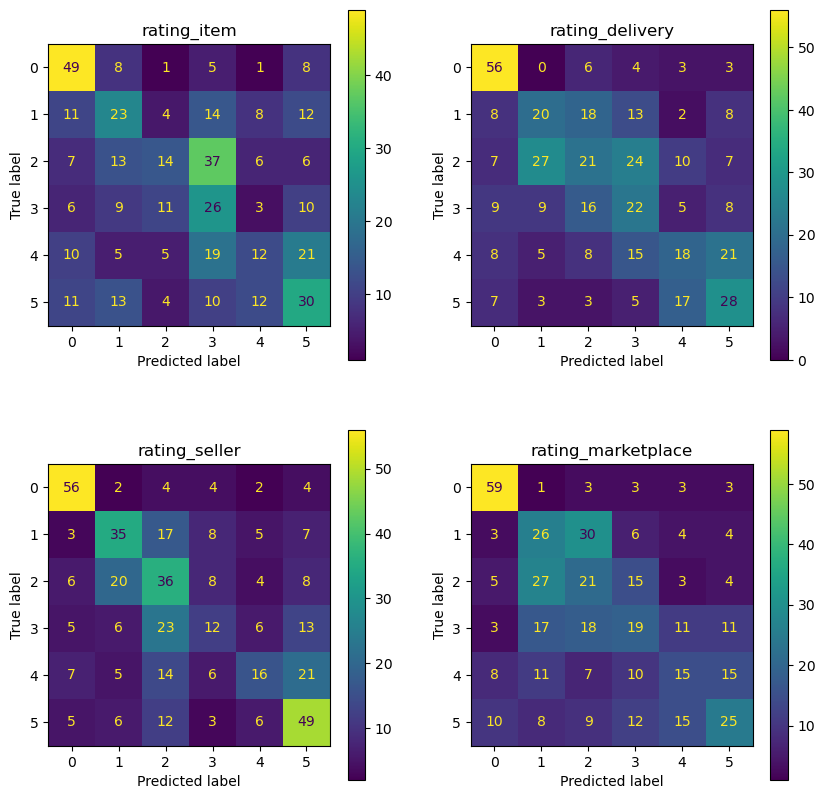 rating_item
0 49 8 1 5 1 8
1 11 23 4 14 8 12
2 7 13 14 37 6 6
3 6 9 11 26 3 10
4 10 5 5 19 12 21
5 11 13 4 10 12 30
0 1 2 3 4 5
Predicted label
True label
40
30
20
10
rating_delivery
0 56 0 6 4 3 3
1 8 20 18 13 2 8
2 7 27 21 24 10 7
3 9 9 16 22 5 8
4 8 5 8 15 18 21
5 7 3 3 5 17 28
0 1 2 3 4 5
Predicted label
True label
50
40
30
20
10
0
rating_seller
0 56 2 4 4 2 4
1 3 35 17 8 5 7
2 6 20 36 8 4 8
3 5 6 23 12 6 13
4 7 5 14 6 16 21
5 5 6 12 3 6 49
0 1 2 3 4 5
Predicted label
True label
50
40
30
20
10
rating_marketplace
0 59 1 3 3 3 3
1 3 26 30 6 4 4
2 5 27 21 15 3 4
3 3 17 18 19 11 11
4 8 11 7 10 15 15
5 10 8 9 12 15 25
0 1 2 3 4 5
Predicted label
True label
50
40
30
20
10